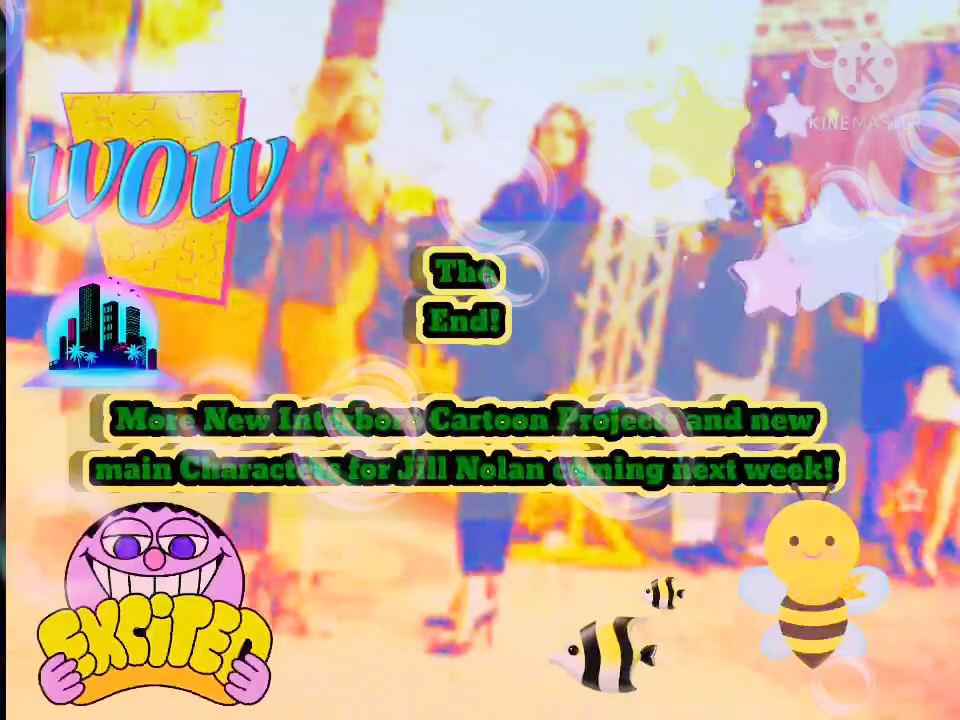 K
KINEMASTER
WOW
The
End!
More New Interboro Cartoon Projects and new
main Characters for Jill Nolan coming next week!
EXCITED